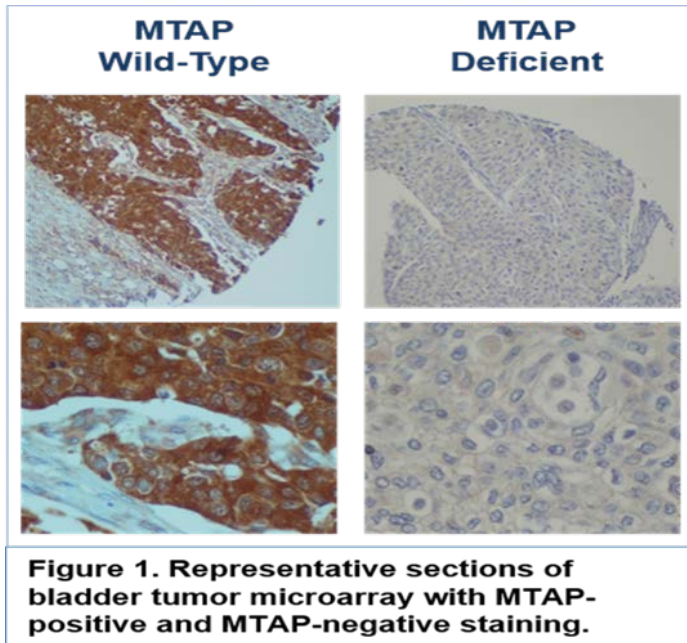 MTAP
Wild-Type
MTAP
Deficient
Figure 1. Representative sections of
bladder tumor microarray with MTAP-
positive and MTAP-negative staining.